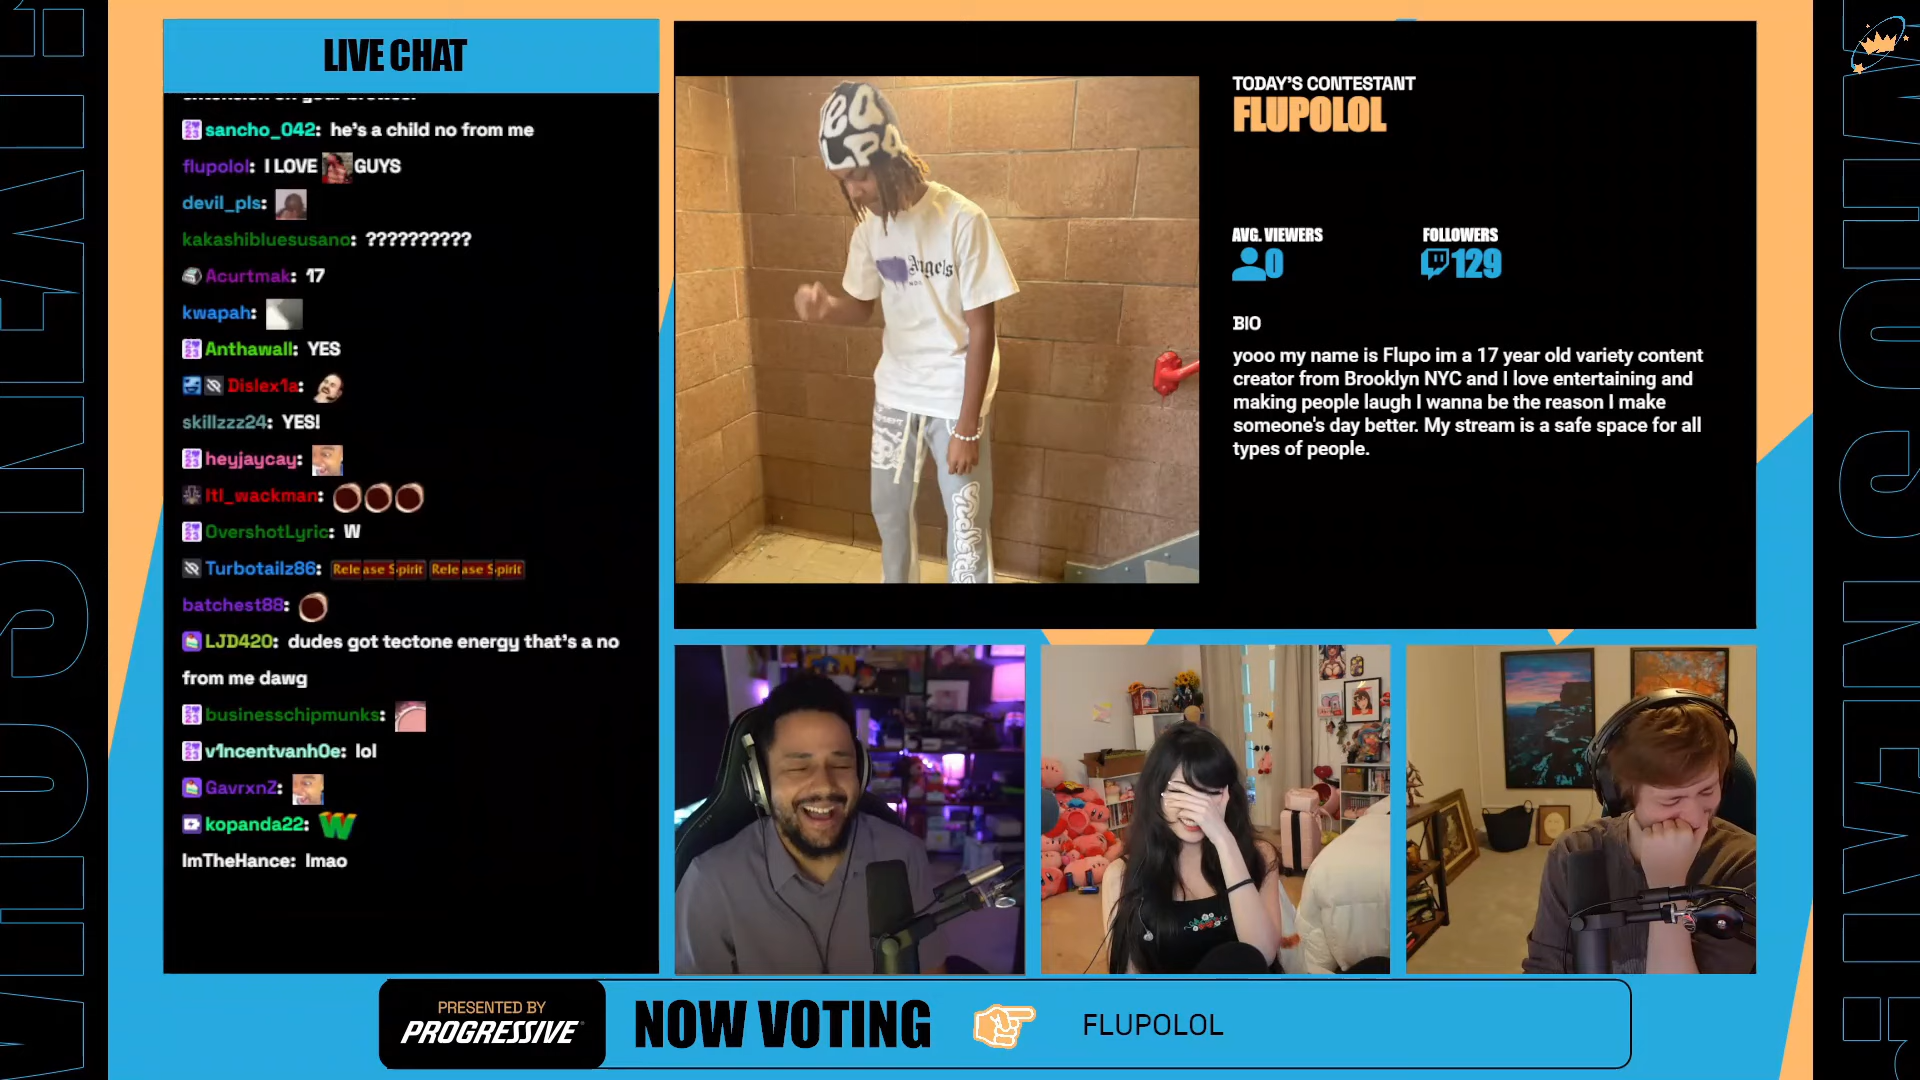 LIVE CHAT
extension on your browser
sancho_042: he's a child no from me
flupolol: I LOVE GUYS
devil_pls:
kakashibluesusano: ??????????
Acurtmak: 17
kwapah:
Anthawall: YES
Dislex1a:
skillzzz24: YES!
heyjaycay:
ltl_wackman:
OvershotLyric: W
Turbotailz86: Release Spirit Release Spirit
batchest88:
LJD420: dudes got tectone energy that's a no
from me dawg
businesschipmunks:
v1ncentvanh0e: lol
GavrxnZ:
kopanda22: W
ImTheHance: lmao
TODAY'S CONTESTANT
FLUPOLOL
AVG. VIEWERS
0
FOLLOWERS
129
BIO
yooo my name is Flupo im a 17 year old variety content
creator from Brooklyn NYC and I love entertaining and
making people laugh I wanna be the reason I make
someone's day better. My stream is a safe space for all
types of people.
Angels
PRESENTED BY
PROGRESSIVE
NOW VOTING
FLUPOLOL